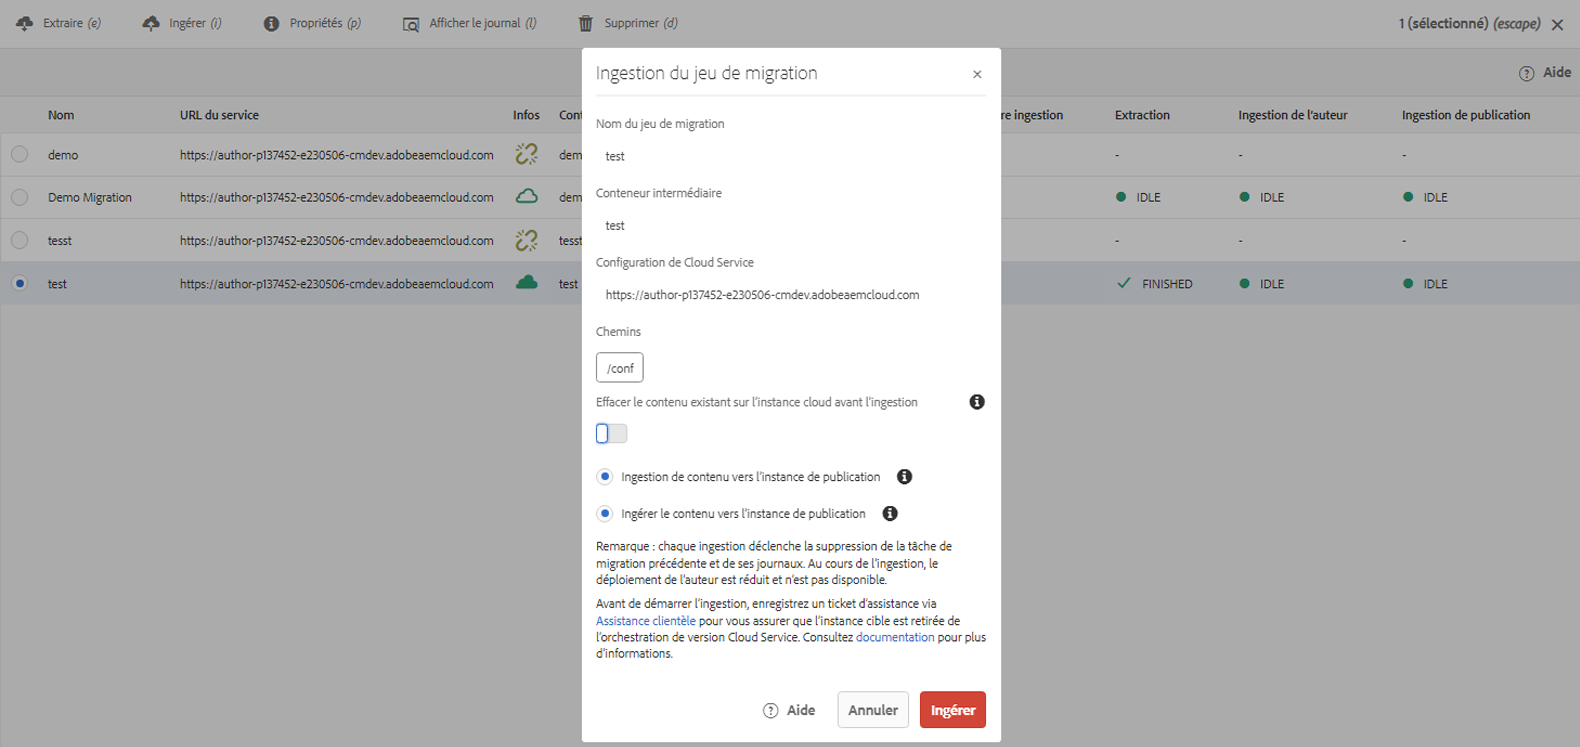 Extraire (e) Ingérer (i) Propriétés (p) Afficher le journal (l) Supprimer (d) 1 (sélectionné) (escape)
Aide
Nom URL du service Infos Cont re ingestion Extraction Ingestion de l'auteur Ingestion de publication
demo https://author-p137452-e230506-cmdev.adobeaemcloud.com dem - - -
Demo Migration https://author-p137452-e230506-cmdev.adobeaemcloud.com dem IDLE IDLE IDLE
tesst https://author-p137452-e230506-cmdev.adobeaemcloud.com tesst - - -
test https://author-p137452-e230506-cmdev.adobeaemcloud.com test FINISHED IDLE IDLE
Ingestion du jeu de migration
Nom du jeu de migration
test
Conteneur intermédiaire
test
Configuration de Cloud Service
https://author-p137452-e230506-cmdev.adobeaemcloud.com
Chemins
/conf
Effacer le contenu existant sur l'instance cloud avant l'ingestion
Ingestion de contenu vers l'instance de publication
Ingérer le contenu vers l'instance de publication
Remarque : chaque ingestion déclenche la suppression de la tâche de
migration précédente et de ses journaux. Au cours de l'ingestion, le
déploiement de l'auteur est réduit et n'est pas disponible.
Avant de démarrer l'ingestion, enregistrez un ticket d'assistance via
Assistance clientèle pour vous assurer que l'instance cible est retirée de
l'orchestration de version Cloud Service. Consultez documentation pour plus
d'informations.
Aide Annuler Ingérer